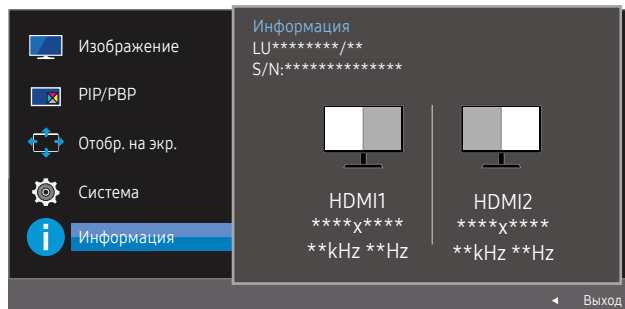 Изображение
PIP/PBP
Отобр. на экр.
Система
Информация
Информация
LU********/**
S/N:**************
HDMI1
****x****
**kHz **Hz
HDMI2
****x****
**kHz **Hz
Выход